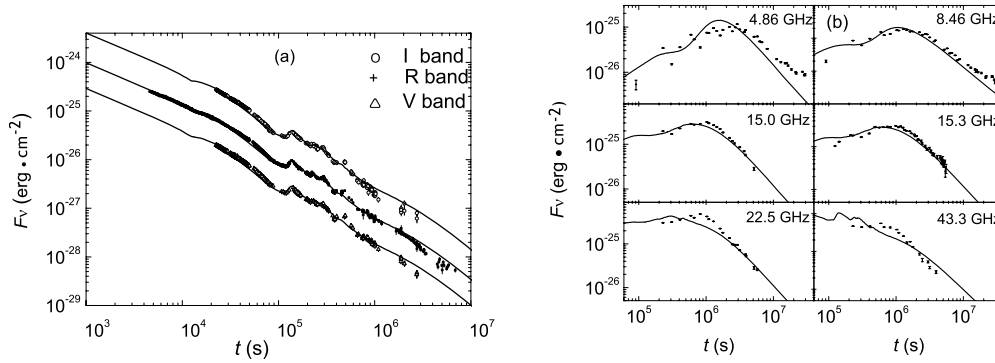 (a)
I band
R band
V band
Fν (erg • cm-2)
10-24
10-25
10-26
10-27
10-28
10-29
103
104
105
106
107
t (s)
(b)
4.86 GHz
8.46 GHz
15.0 GHz
15.3 GHz
22.5 GHz
43.3 GHz
Fν (erg • cm-2)
10-25
10-26
10-25
10-26
10-25
10-26
105
106
107
105
106
107
t (s)
t (s)